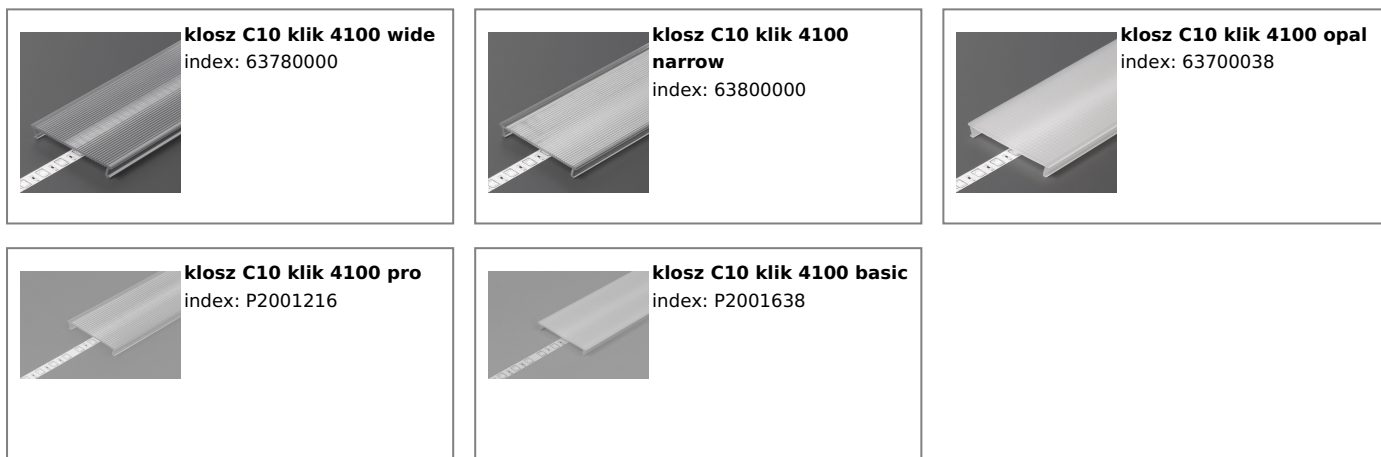 klosz C10 klik 4100 wide
index: 63780000
klosz C10 klik 4100
narrow
index: 63800000
klosz C10 klik 4100 opal
index: 63700038
klosz C10 klik 4100 pro
index: P2001216
klosz C10 klik 4100 basic
index: P2001638